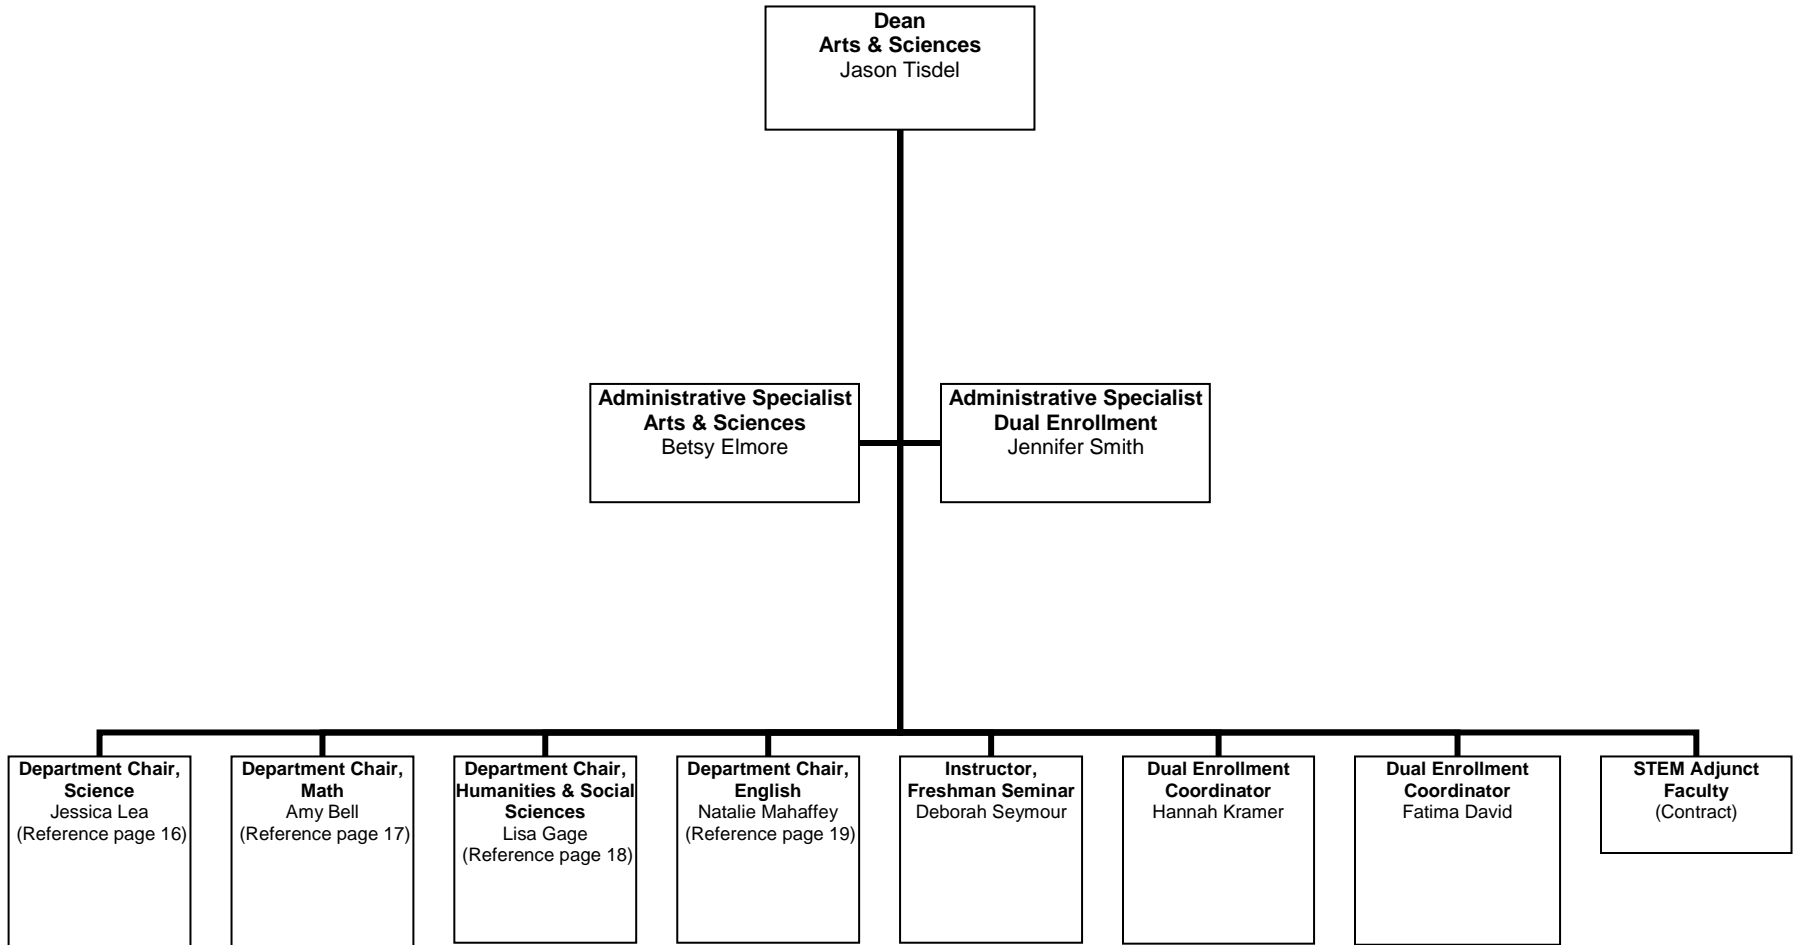 Dean
Arts & Sciences
Jason Tisdel
Administrative Specialist
Arts & Sciences
Betsy Elmore
Administrative Specialist
Dual Enrollment
Jennifer Smith
Department Chair,
Science
Jessica Lea
(Reference page 16)
Department Chair,
Math
Amy Bell
(Reference page 17)
Department Chair,
Humanities & Social
Sciences
Lisa Gage
(Reference page 18)
Department Chair,
English
Natalie Mahaffey
(Reference page 19)
Instructor,
Freshman Seminar
Deborah Seymour
Dual Enrollment
Coordinator
Hannah Kramer
Dual Enrollment
Coordinator
Fatima David
STEM Adjunct
Faculty
(Contract)